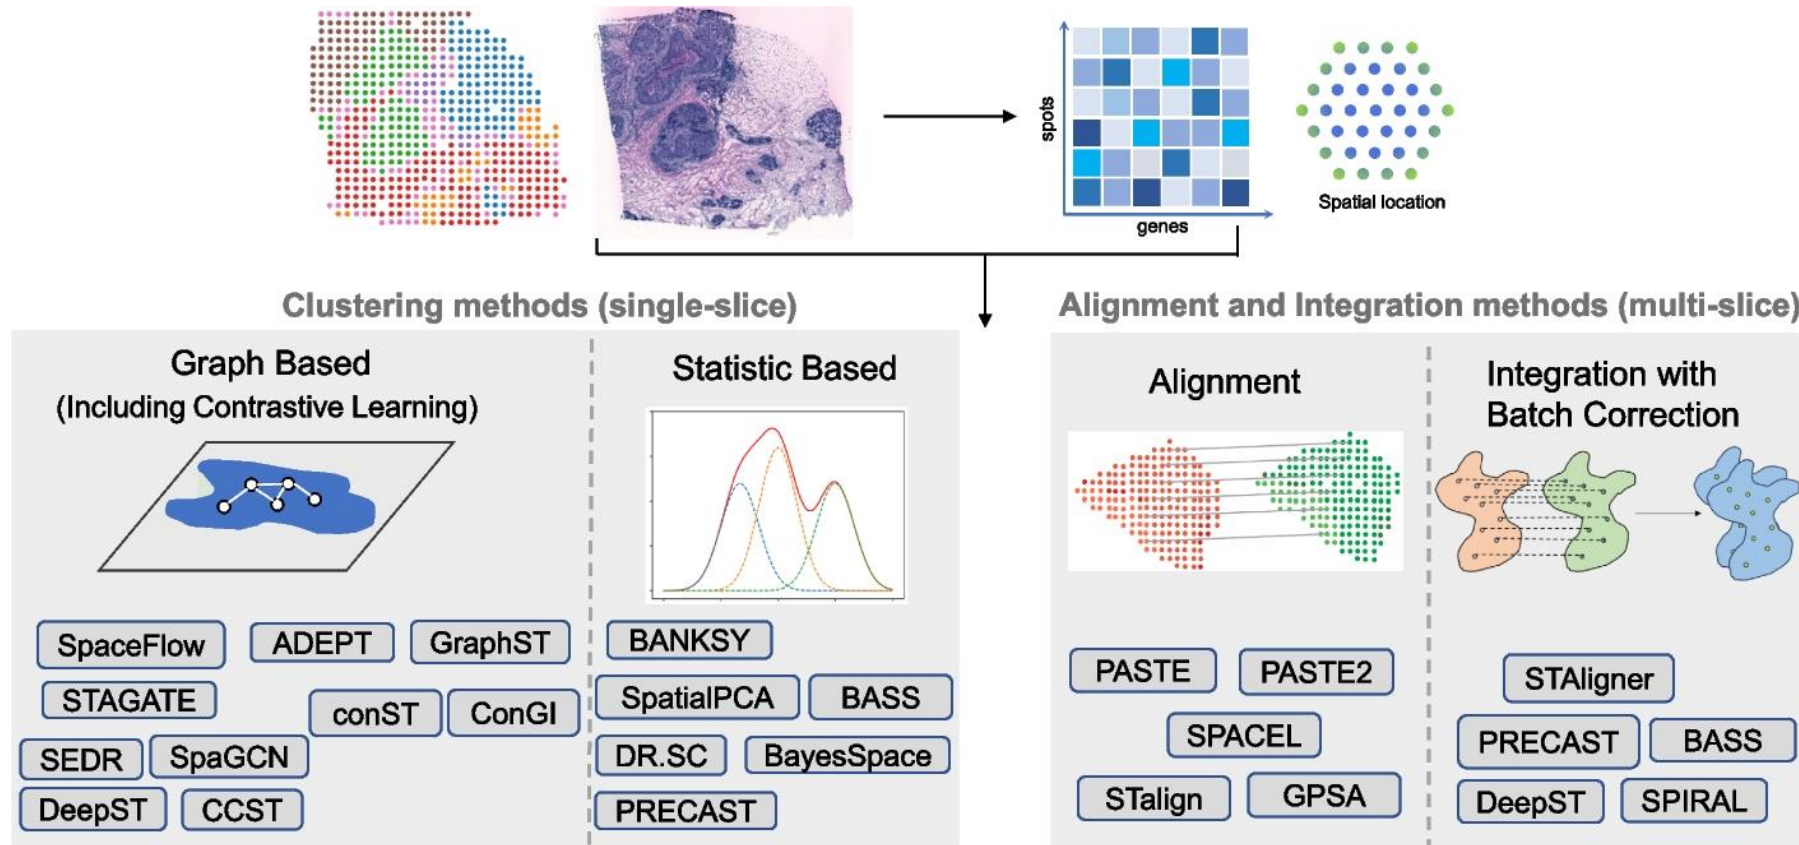 spots
genes
Spatial location
Clustering methods (single-slice)
Alignment and Integration methods (multi-slice)
Graph Based
(Including Contrastive Learning)
Statistic Based
Alignment
Integration with
Batch Correction
SpaceFlow
ADEPT
GraphST
STAGATE
conST
ConGI
SEDR
SpaGCN
DeepST
CCST
BANKSY
SpatialPCA
BASS
DR.SC
BayesSpace
PRECAST
PASTE
PASTE2
SPACEL
STalign
GPSA
STAligner
PRECAST
BASS
DeepST
SPIRAL